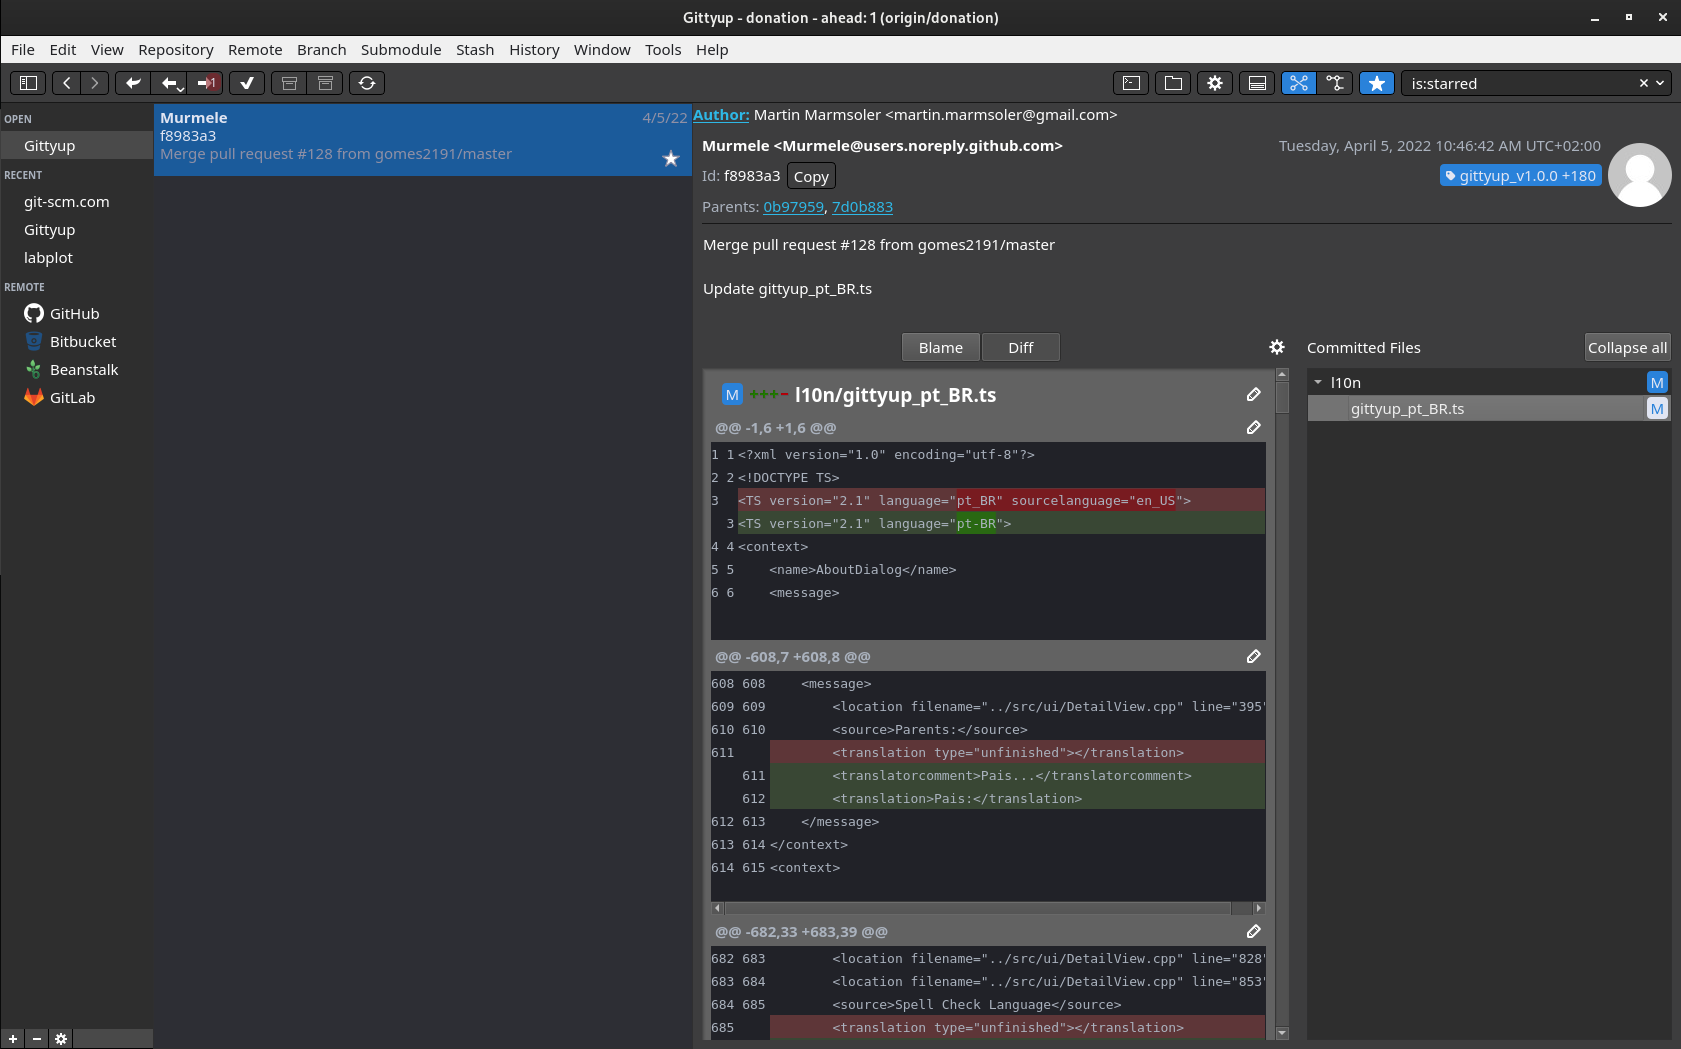 Gittyup - donation - ahead: 1 (origin/donation)
File Edit View Repository Remote Branch Submodule Stash History Window Tools Help
1
is:starred
OPEN
Gittyup
RECENT
git-scm.com
Gittyup
labplot
REMOTE
GitHub
Bitbucket
Beanstalk
GitLab
Murmele 4/5/22
f8983a3
Merge pull request #128 from gomes2191/master
Author: Martin Marmsoler <martin.marmsoler@gmail.com>
Murmele <Murmele@users.noreply.github.com> Tuesday, April 5, 2022 10:46:42 AM UTC+02:00
Id: f8983a3 Copy gittyup_v1.0.0 +180
Parents: 0b97959, 7d0b883
Merge pull request #128 from gomes2191/master
Update gittyup_pt_BR.ts
Blame Diff
M +++- l10n/gittyup_pt_BR.ts
@@ -1,6 +1,6 @@
1 1 <?xml version="1.0" encoding="utf-8"?>
2 2 <!DOCTYPE TS>
3 <TS version="2.1" language="pt_BR" sourcelanguage="en_US">
3 <TS version="2.1" language="pt-BR">
4 4 <context>
5 5 <name>AboutDialog</name>
6 6 <message>
@@ -608,7 +608,8 @@
608 608 <message>
609 609 <location filename="../src/ui/DetailView.cpp" line="395"
610 610 <source>Parents:</source>
611 <translation type="unfinished"></translation>
611 <translatorcomment>Pais...</translatorcomment>
612 <translation>Pais:</translation>
612 613 </message>
613 614 </context>
614 615 <context>
@@ -682,33 +683,39 @@
682 683 <location filename="../src/ui/DetailView.cpp" line="828"
683 684 <location filename="../src/ui/DetailView.cpp" line="853"
684 685 <source>Spell Check Language</source>
685 <translation type="unfinished"></translation>
Committed Files Collapse all
l10n M
gittyup_pt_BR.ts M